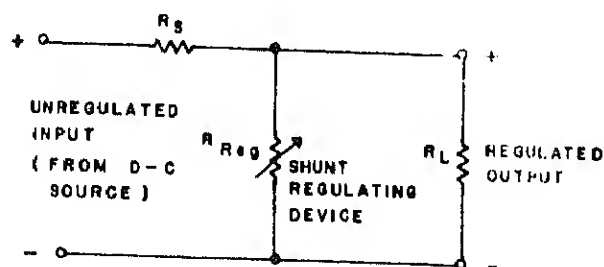 R S
+
+
UNREGULATED
INPUT
( FROM D-C
SOURCE )
R Reg
SHUNT
REGULATING
DEVICE
R L
REGULATED
OUTPUT
-
-